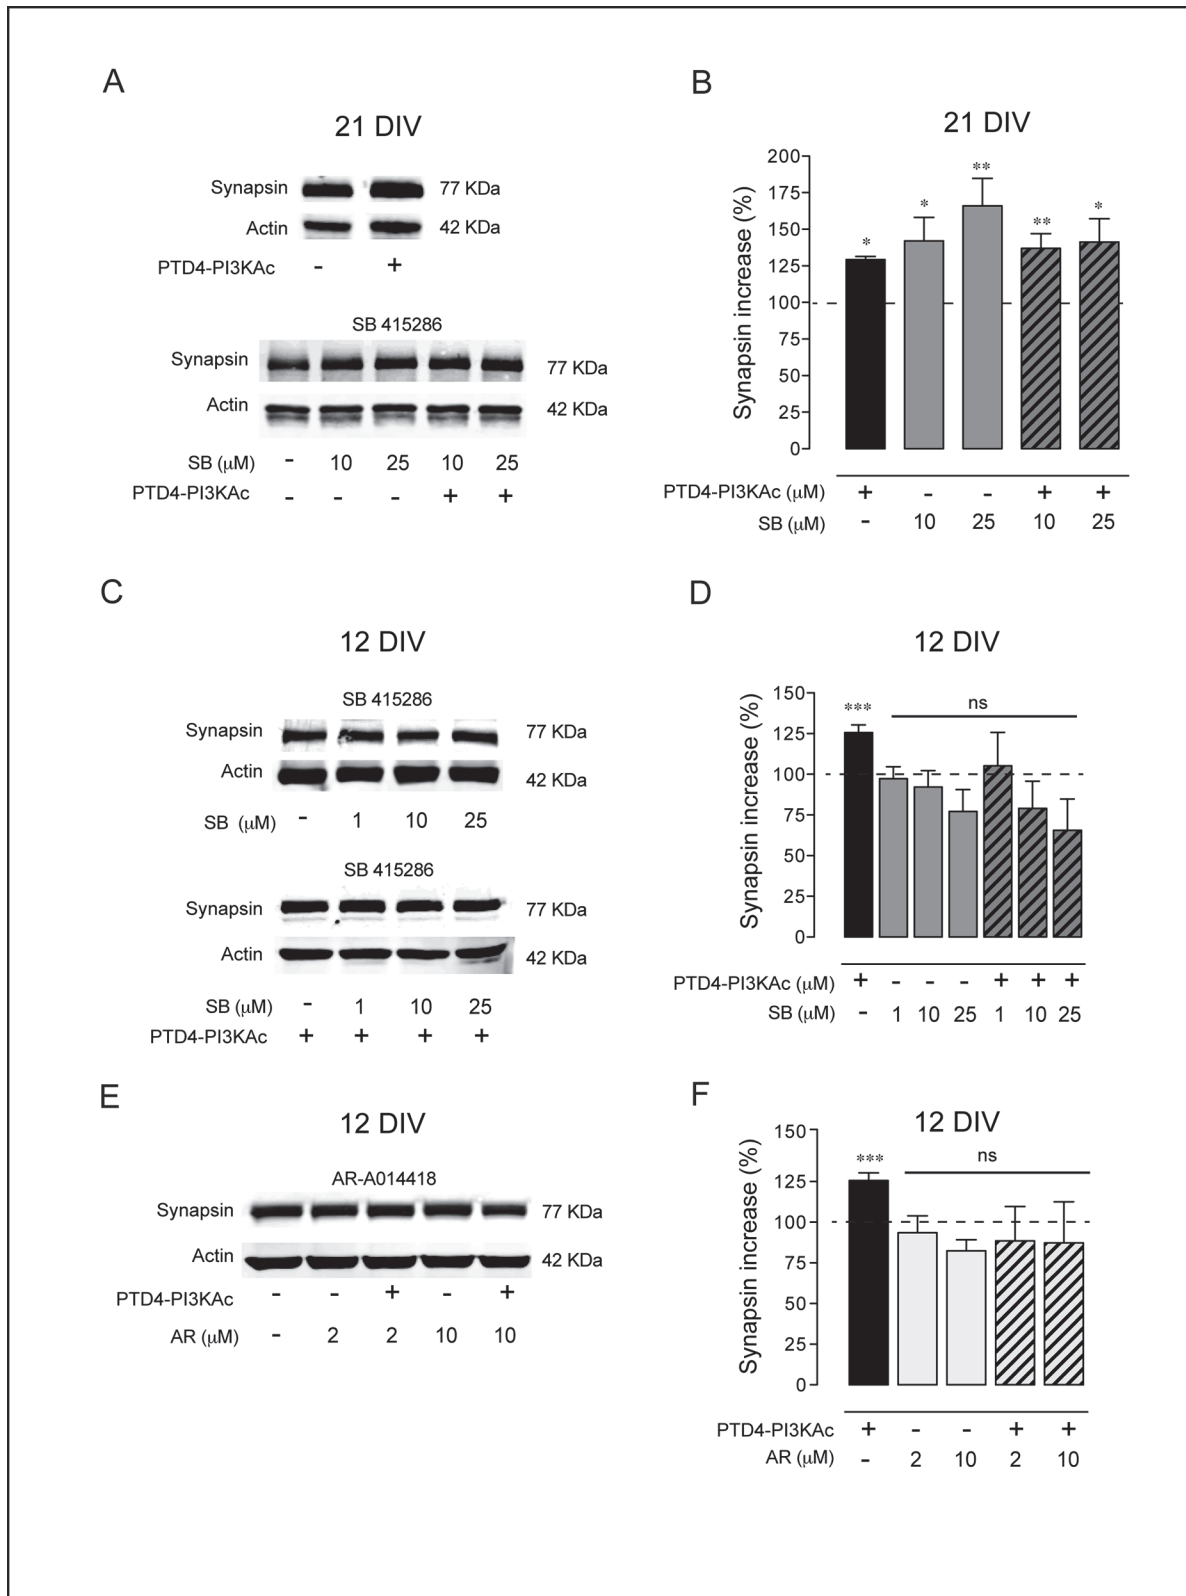 A
21 DIV
Synapsin 77 KDa
Actin 42 KDa
PTD4-PI3KAc - +
SB 415286
Synapsin 77 KDa
Actin 42 KDa
SB (µM) - 10 25 10 25
PTD4-PI3KAc - - - + +
B
21 DIV
Synapsin increase (%)
200
175
150
125
100
75
50
25
0
* * ** ** *
PTD4-PI3KAc (µM) + - - + +
SB (µM) - 10 25 10 25
C
12 DIV
SB 415286
Synapsin 77 KDa
Actin 42 KDa
SB (µM) - 1 10 25
SB 415286
Synapsin 77 KDa
Actin 42 KDa
SB (µM) - 1 10 25
PTD4-PI3KAc + + + +
D
12 DIV
Synapsin increase (%)
150
125
100
75
50
25
0
*** ns
PTD4-PI3KAc (µM) + - - - + + +
SB (µM) - 1 10 25 1 10 25
E
12 DIV
AR-A014418
Synapsin 77 KDa
Actin 42 KDa
PTD4-PI3KAc - - + - +
AR (µM) - 2 2 10 10
F
12 DIV
Synapsin increase (%)
150
125
100
75
50
25
0
*** ns
PTD4-PI3KAc + - - + +
AR (µM) - 2 10 2 10